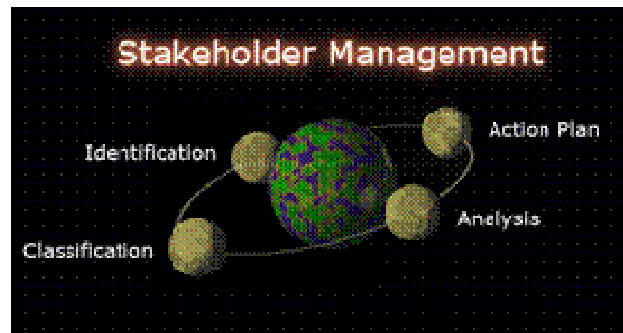 Stakeholder Management
Action Plan
Identification
Analysis
Classification